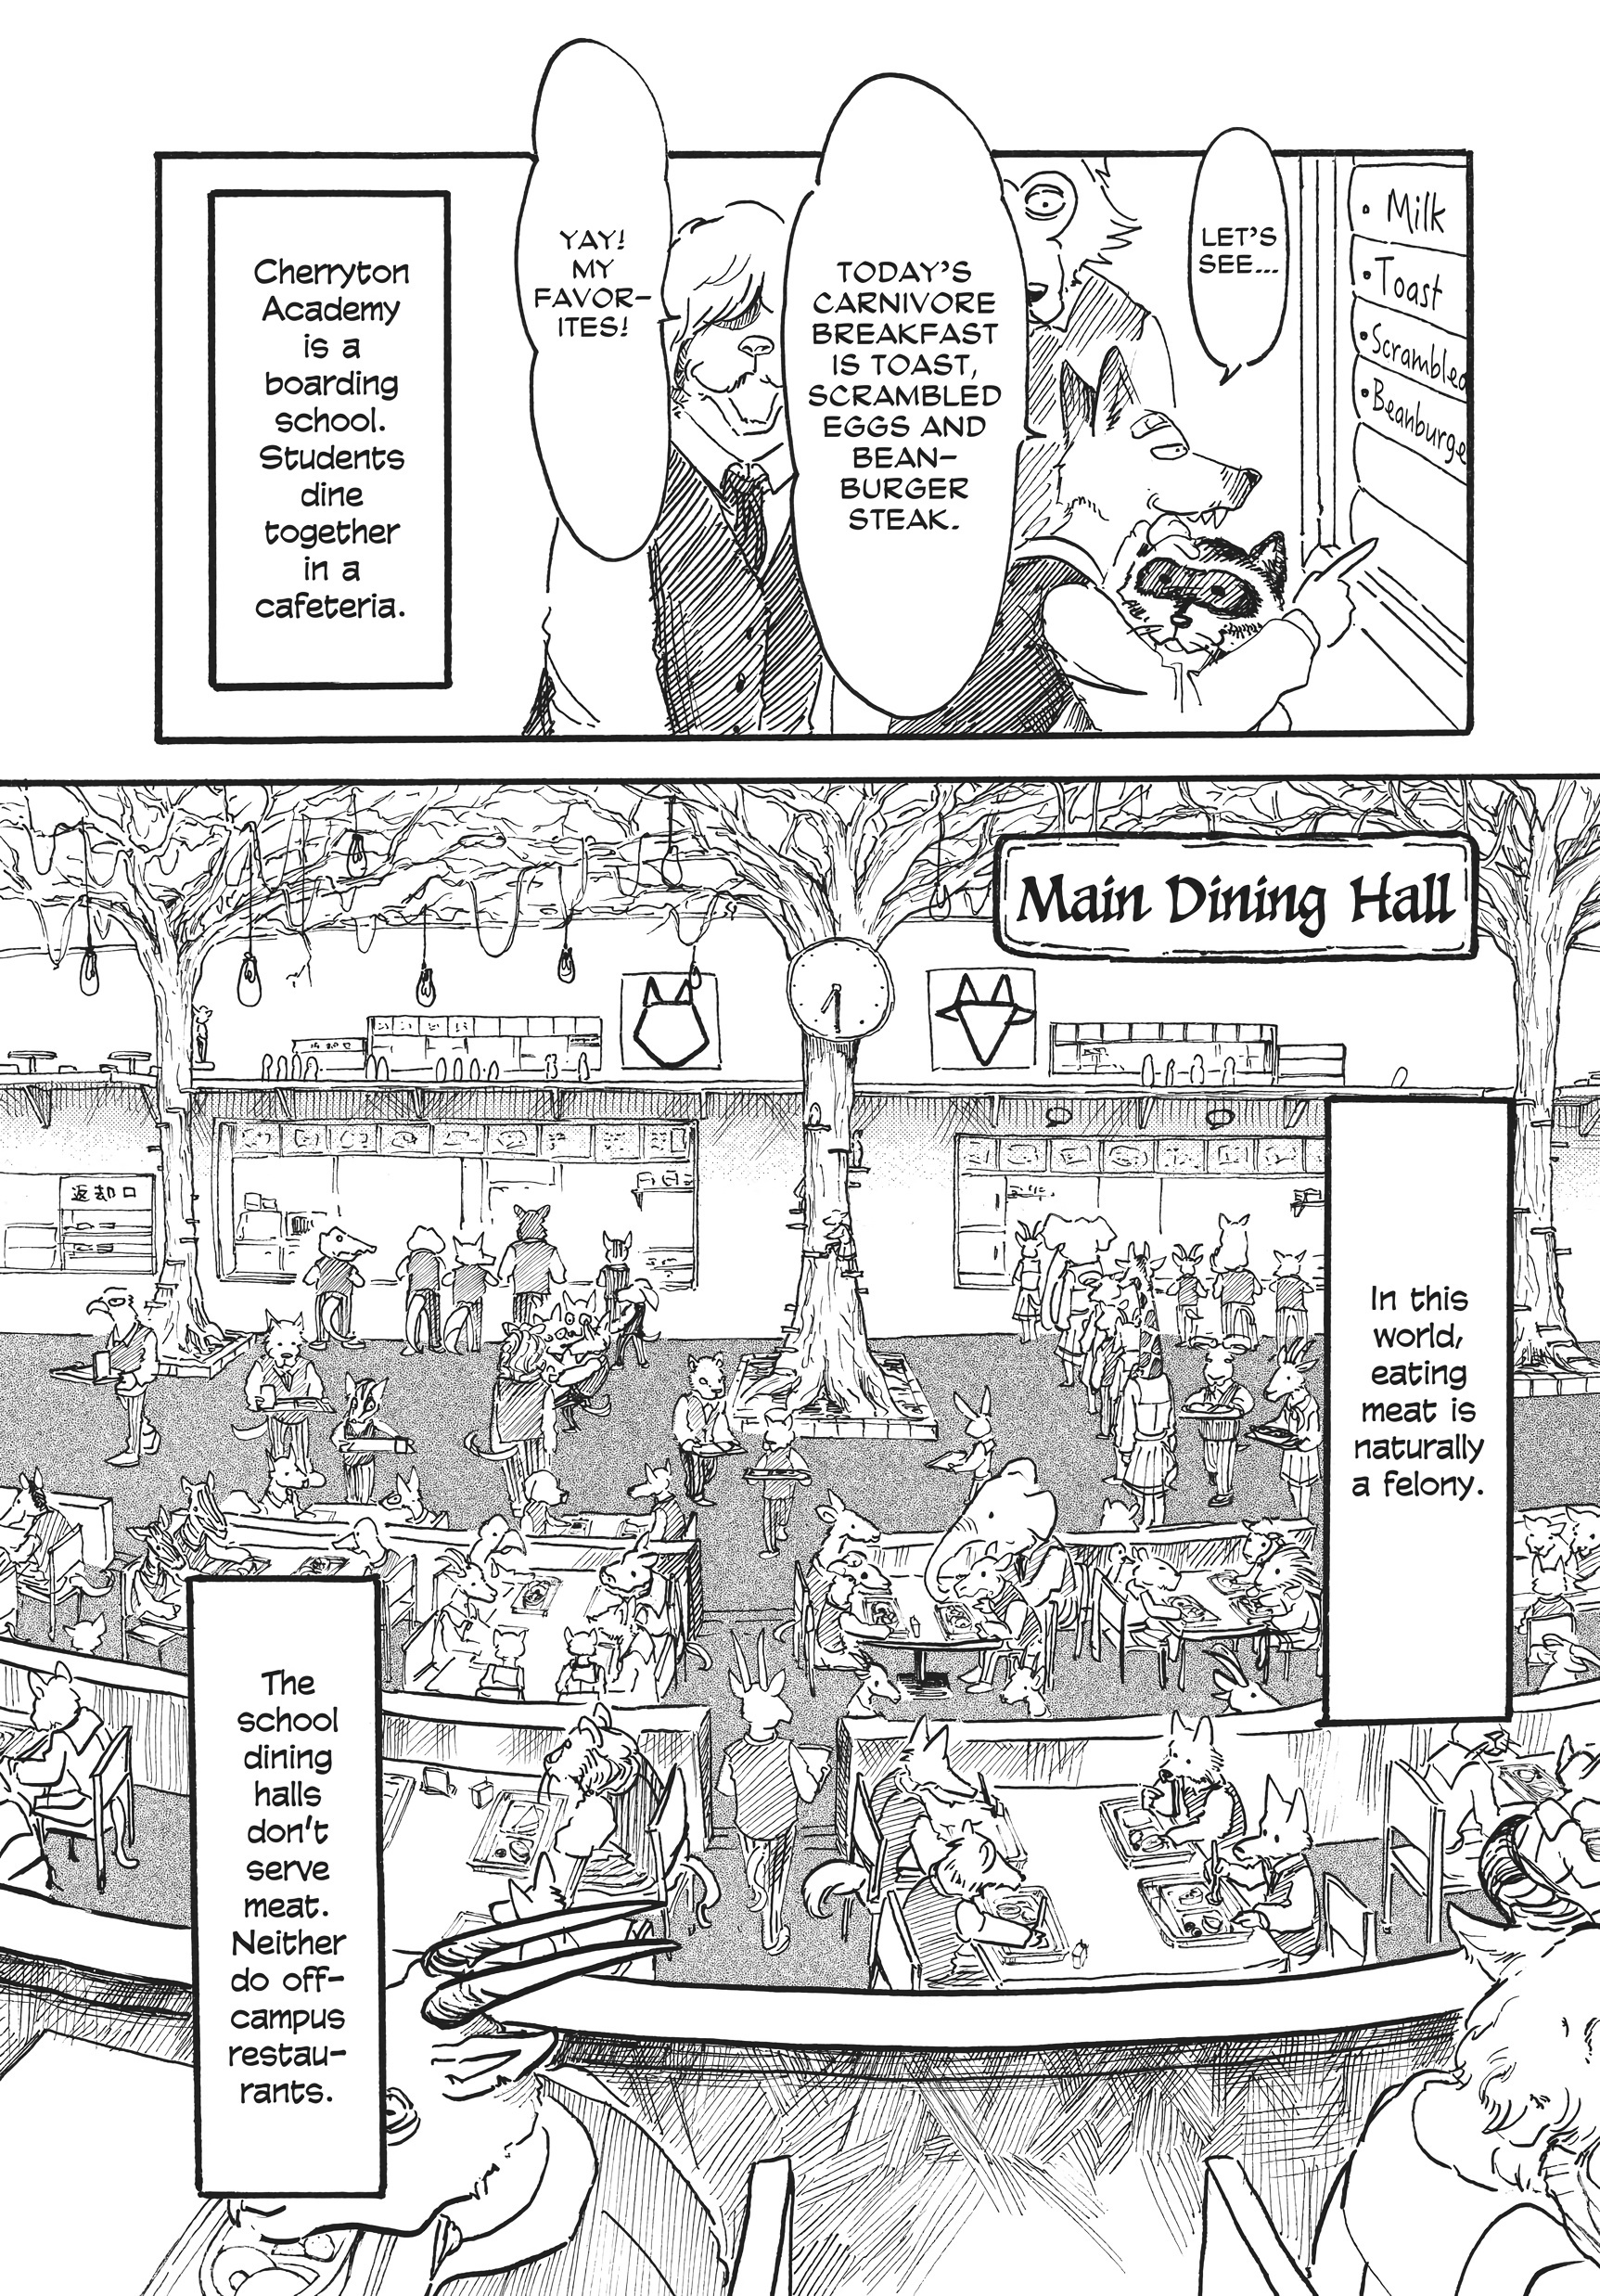 LET'S
SEE...
• Milk
• Toast
• Scrambled
• Beanburge
TODAY'S
CARNIVORE
BREAKFAST
IS TOAST,
SCRAMBLED
EGGS AND
BEAN-
BURGER
STEAK.
YAY!
MY
FAVOR-
ITES!
Cherryton
Academy
is a
boarding
school.
Students
dine
together
in a
cafeteria.
Main Dining Hall
返却口
In this
world,
eating
meat is
naturally
a felony.
The
school
dining
halls
don't
serve
meat.
Neither
do off-
campus
restau-
rants.